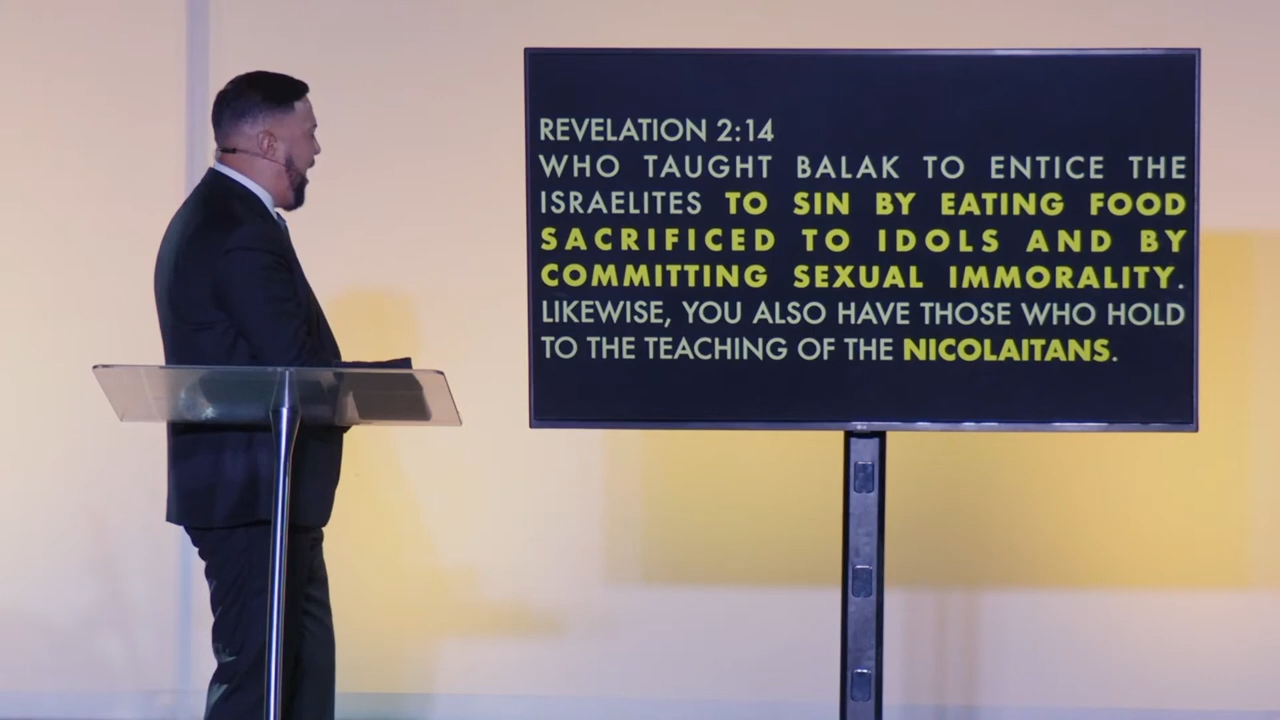 REVELATION 2:14
WHO TAUGHT BALAK TO ENTICE THE
ISRAELITES TO SIN BY EATING FOOD
SACRIFICED TO IDOLS AND BY
COMMITTING SEXUAL IMMORALITY.
LIKEWISE, YOU ALSO HAVE THOSE WHO HOLD
TO THE TEACHING OF THE NICOLAITANS.